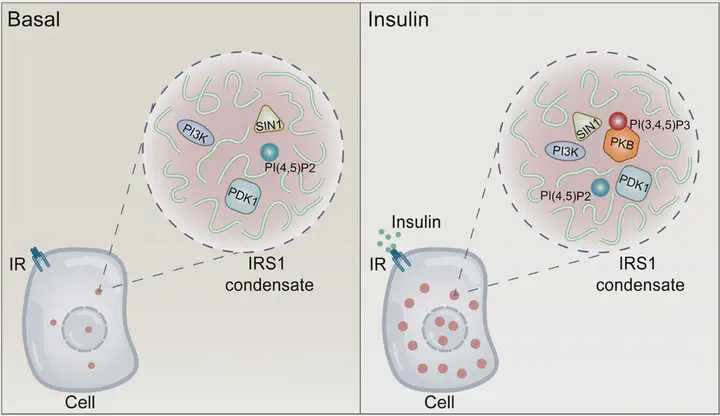 Basal
PI3K
SIN1
PI(4,5)P2
PDK1
IR
IRS1
condensate
Cell
Insulin
SIN1
PI(3,4,5)P3
PI3K
PKB
PDK1
PI(4,5)P2
Insulin
IR
IRS1
condensate
Cell